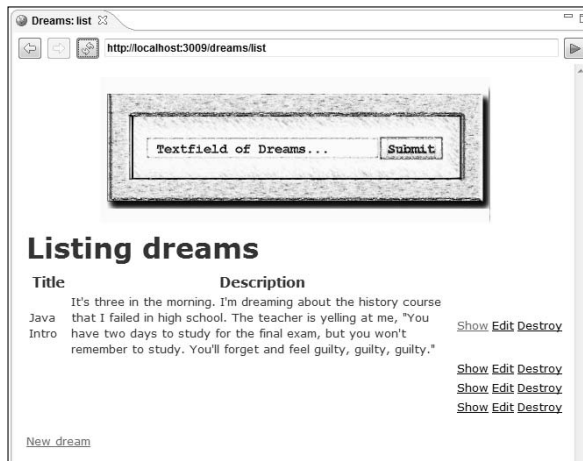 Dreams: list
http://localhost:3009/dreams/list
Textfield of Dreams... Submit
Listing dreams
Title Description
Java Intro
It's three in the morning. I'm dreaming about the history course
that I failed in high school. The teacher is yelling at me, "You
have two days to study for the final exam, but you won't
remember to study. You'll forget and feel guilty, guilty, guilty."
Show Edit Destroy
Show Edit Destroy
Show Edit Destroy
Show Edit Destroy
New dream